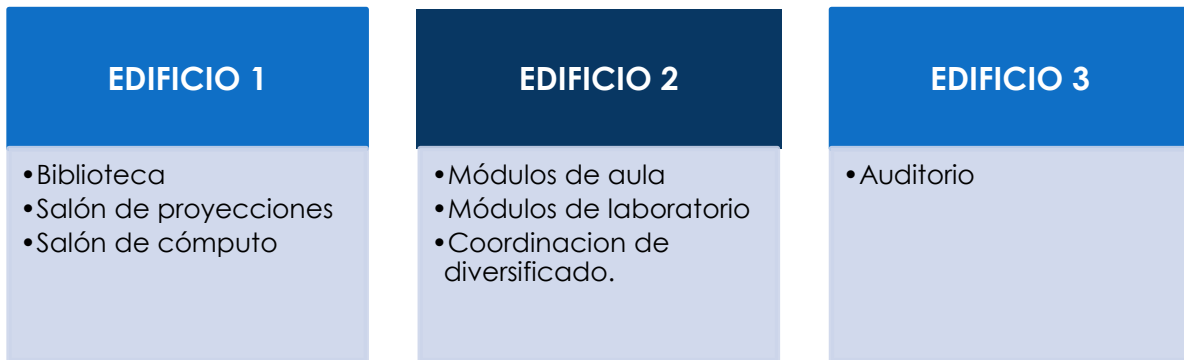 EDIFICIO 1
•Biblioteca
•Salón de proyecciones
•Salón de cómputo
EDIFICIO 2
•Módulos de aula
•Módulos de laboratorio
•Coordinacion de
diversificado.
EDIFICIO 3
•Auditorio